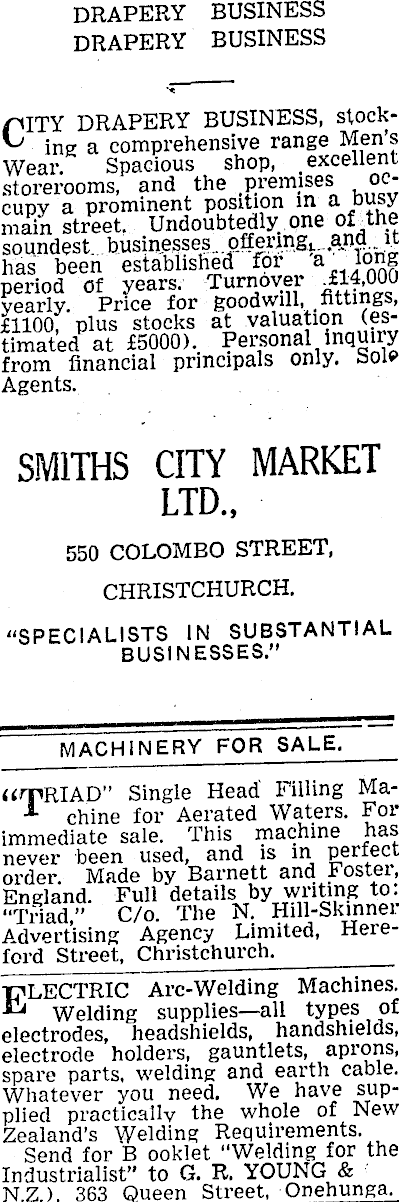 DRAPERY BUSINESS
DRAPERY BUSINESS
CITY DRAPERY BUSINESS, stock-
ing a comprehensive range Men's
Wear. Spacious shop, excellent
storerooms, and the premises oc-
cupy a prominent position in a busy
main street. Undoubtedly one of the
soundest businesses offering, and it
has been established for a long
period of years. Turnover £14,000
yearly. Price for goodwill, fittings,
£1100, plus stocks at valuation (es-
timated at £5000). Personal inquiry
from financial principals only. Sole
Agents.
SMITHS CITY MARKET
LTD.,
550 COLOMBO STREET,
CHRISTCHURCH.
"SPECIALISTS IN SUBSTANTIAL
BUSINESSES."
MACHINERY FOR SALE.
"TRIAD" Single Head Filling Ma-
chine for Aerated Waters. For
immediate sale. This machine has
never been used, and is in perfect
order. Made by Barnett and Foster,
England. Full details by writing to:
"Triad," C/o. The N. Hill-Skinner
Advertising Agency Limited, Here-
ford Street, Christchurch.
ELECTRIC Arc-Welding Machines.
Welding supplies—all types of
electrodes, headshields, handshields,
electrode holders, gauntlets, aprons,
spare parts, welding and earth cable.
Whatever you need. We have sup-
plied practically the whole of New
Zealand's Welding Requirements.
Send for B ooklet "Welding for the
Industrialist" to G. R. YOUNG &
N.Z.). 363 Queen Street, Onehunga.